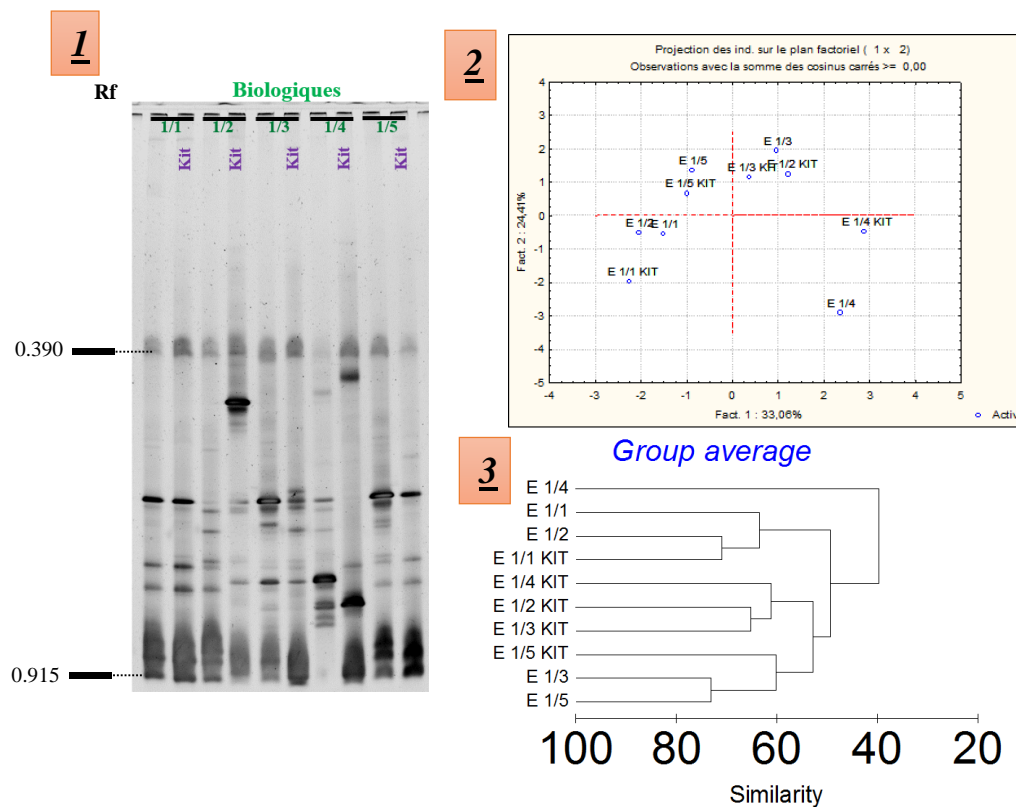 1
Rf
Biologiques
1/1 1/2 1/3 1/4 1/5
Kit Kit Kit Kit Kit
0.390
0.915
2
Projection des ind. sur le plan factoriel ( 1 x 2)
Observations avec la somme des cosinus carrés >= 0,00
Fact. 2 : 24,41%
4
3
2
1
0
-1
-2
-3
-4
-5
E 1/3
E 1/5
E 1/3 KIT
E 1/2 KIT
E 1/5 KIT
E 1/2
E 1/1
E 1/4 KIT
E 1/1 KIT
E 1/4
-4 -3 -2 -1 0 1 2 3 4 5
Fact. 1 : 33,06%
Activ
3
Group average
E 1/4
E 1/1
E 1/2
E 1/1 KIT
E 1/4 KIT
E 1/2 KIT
E 1/3 KIT
E 1/5 KIT
E 1/3
E 1/5
100 80 60 40 20
Similarity